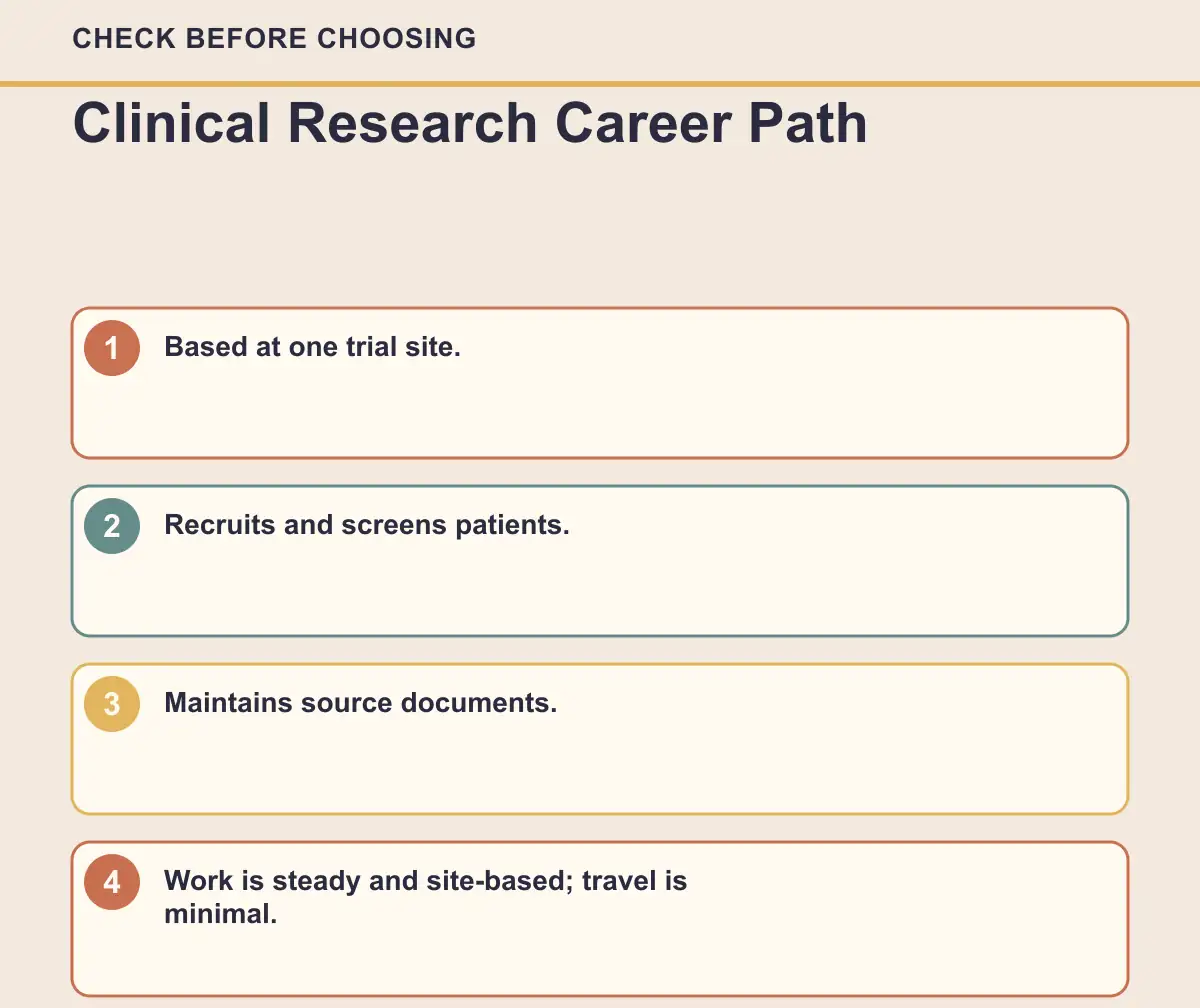 CHECK BEFORE CHOOSING
Clinical Research Career Path
1
Based at one trial site.
2
Recruits and screens patients.
3
Maintains source documents.
4
Work is steady and site-based; travel is
minimal.